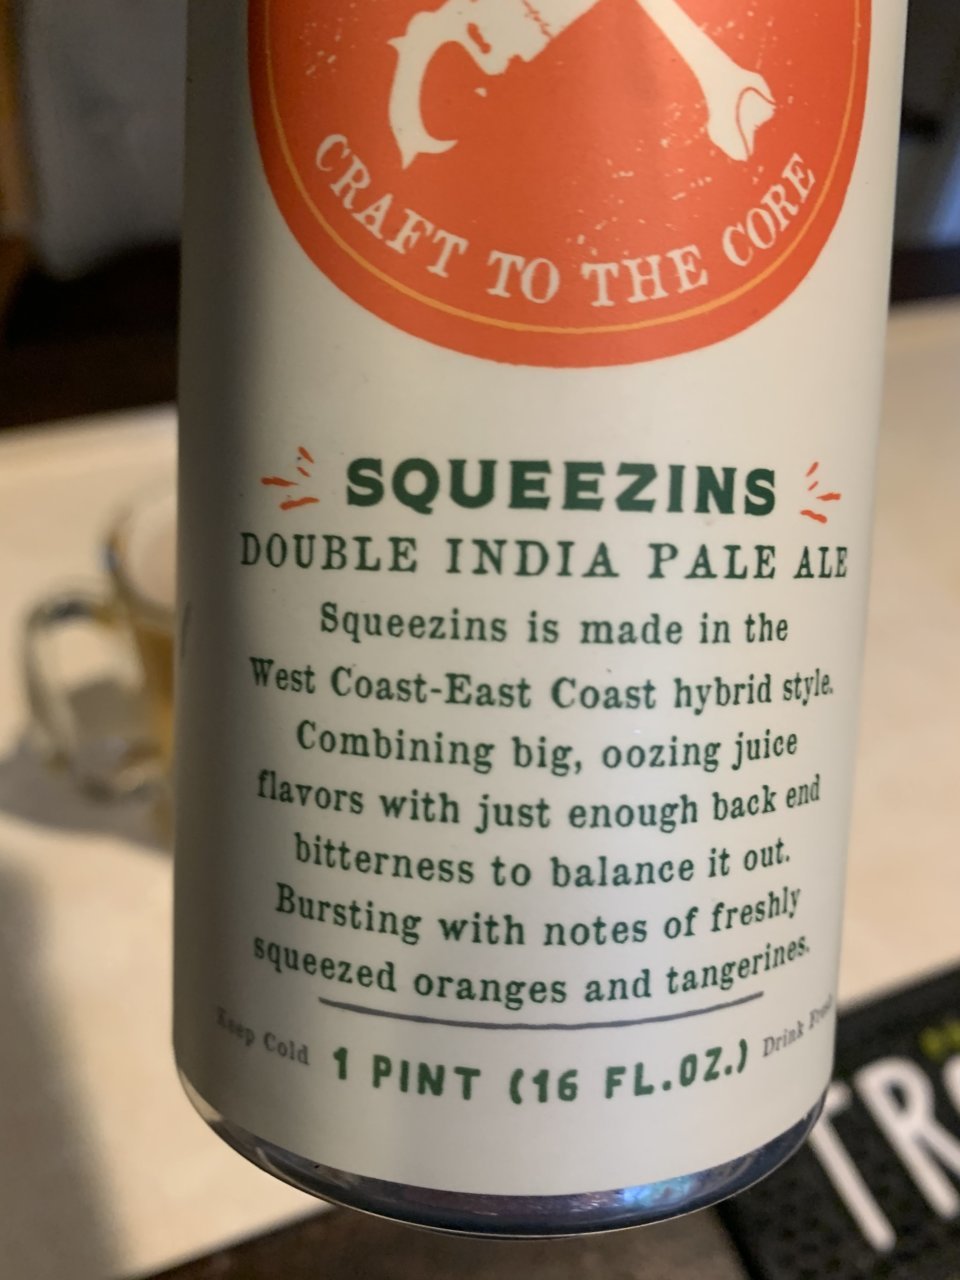 CRAFT TO THE CORE
SQUEEZINS
DOUBLE INDIA PALE ALE
Squeezins is made in the
West Coast-East Coast hybrid style.
Combining big, oozing juice
flavors with just enough back end
bitterness to balance it out.
Bursting with notes of freshly
squeezed oranges and tangerines.
Keep Cold
1 PINT (16 FL.OZ.)
Drink Fresh